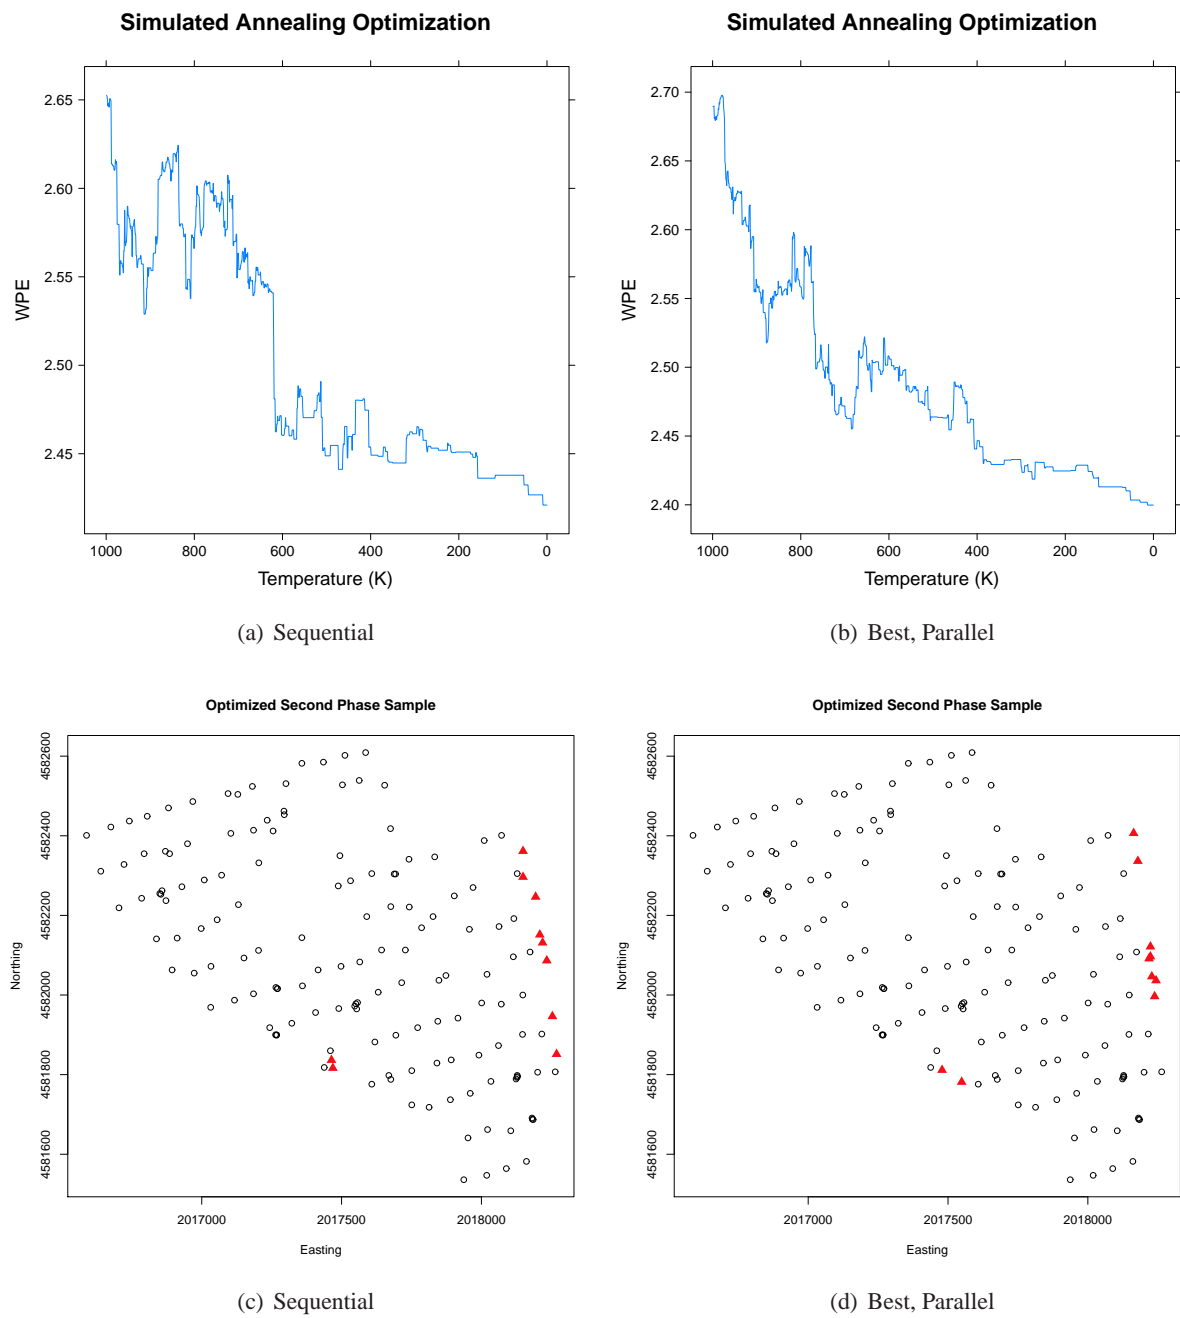 Simulated Annealing Optimization
2.65
2.60
2.55
2.50
2.45
WPE
1000 800 600 400 200 0
Temperature (K)
(a) Sequential
Simulated Annealing Optimization
2.70
2.65
2.60
2.55
2.50
2.45
2.40
WPE
1000 800 600 400 200 0
Temperature (K)
(b) Best, Parallel
Optimized Second Phase Sample
4582600
4582400
4582200
4582000
4581800
4581600
Northing
2017000 2017500 2018000
Easting
(c) Sequential
Optimized Second Phase Sample
4582600
4582400
4582200
4582000
4581800
4581600
Northing
2017000 2017500 2018000
Easting
(d) Best, Parallel